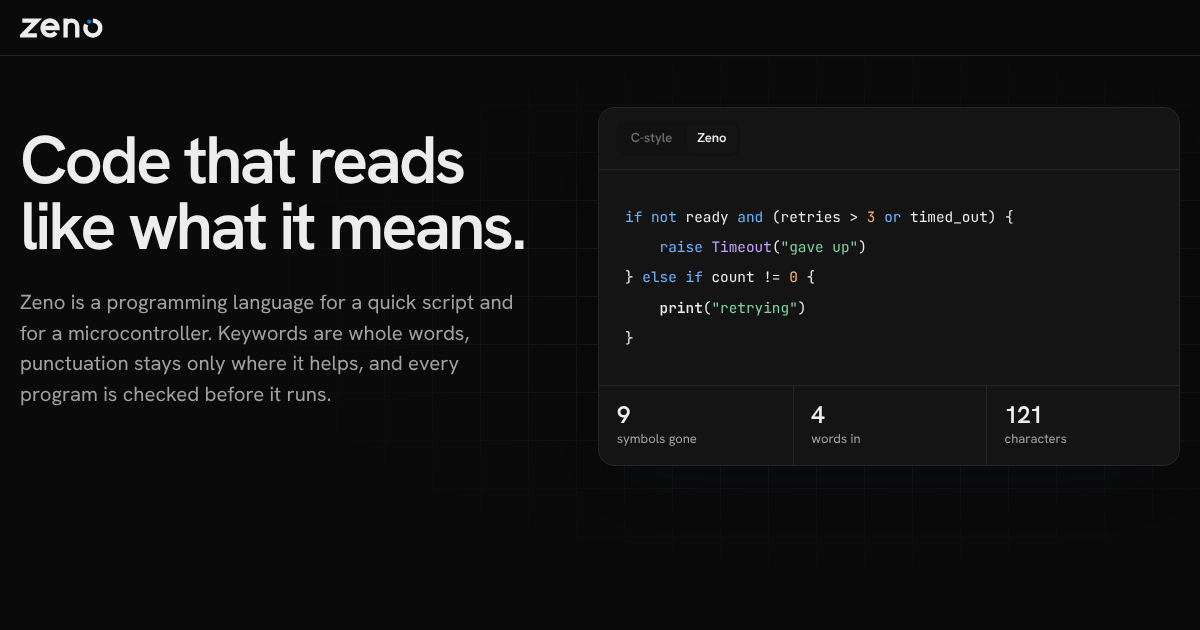 zeno
Code that reads
like what it means.
Zeno is a programming language for a quick script and
for a microcontroller. Keywords are whole words,
punctuation stays only where it helps, and every
program is checked before it runs.
C-style Zeno
if not ready and (retries > 3 or timed_out) {
    raise Timeout("gave up")
} else if count != 0 {
    print("retrying")
}
9
symbols gone
4
words in
121
characters